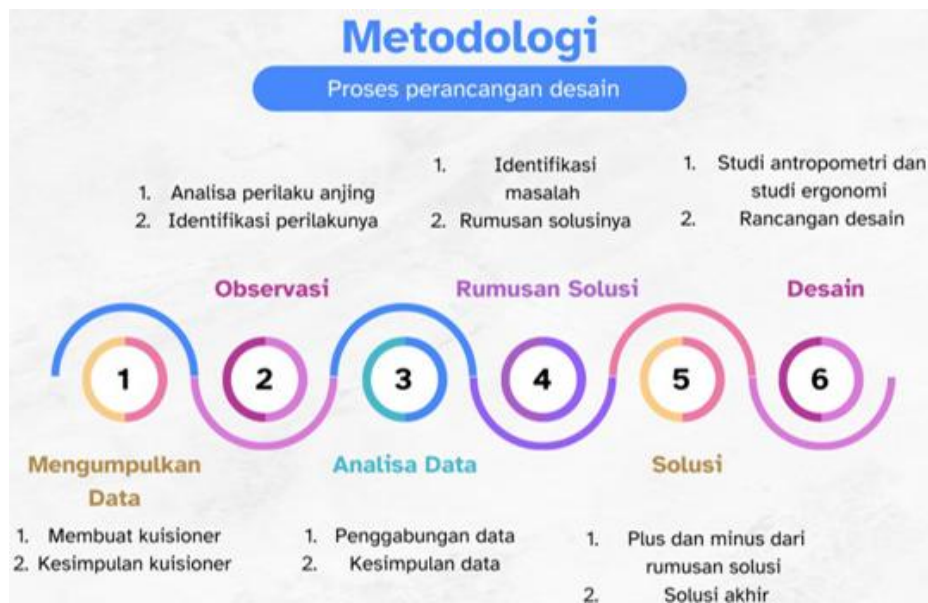 Metodologi
Proses perancangan desain
1. Analisa perilaku anjing
2. Identifikasi perilakunya
1. Identifikasi
masalah
2. Rumusan solusinya
1. Studi antropometri dan
studi ergonomi
2. Rancangan desain
Observasi
Rumusan Solusi
Desain
1
2
3
4
5
6
Mengumpulkan
Data
Analisa Data
Solusi
1. Membuat kuisioner
2. Kesimpulan kuisioner
1. Penggabungan data
2. Kesimpulan data
1. Plus dan minus dari
rumusan solusi
2. Solusi akhir